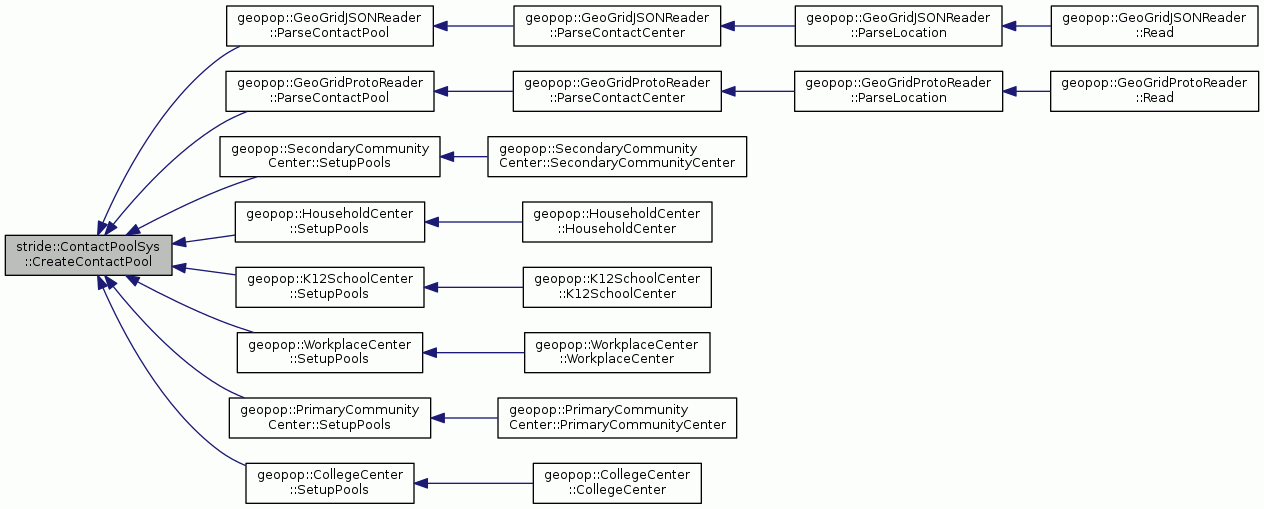 geopop::GeoGridJSONReader
::ParseContactPool
geopop::GeoGridJSONReader
::ParseContactCenter
geopop::GeoGridJSONReader
::ParseLocation
geopop::GeoGridJSONReader
::Read
geopop::GeoGridProtoReader
::ParseContactPool
geopop::GeoGridProtoReader
::ParseContactCenter
geopop::GeoGridProtoReader
::ParseLocation
geopop::GeoGridProtoReader
::Read
geopop::SecondaryCommunity
Center::SetupPools
geopop::SecondaryCommunity
Center::SecondaryCommunityCenter
geopop::HouseholdCenter
::SetupPools
geopop::HouseholdCenter
::HouseholdCenter
stride::ContactPoolSys
::CreateContactPool
geopop::K12SchoolCenter
::SetupPools
geopop::K12SchoolCenter
::K12SchoolCenter
geopop::WorkplaceCenter
::SetupPools
geopop::WorkplaceCenter
::WorkplaceCenter
geopop::PrimaryCommunity
Center::SetupPools
geopop::PrimaryCommunity
Center::PrimaryCommunityCenter
geopop::CollegeCenter
::SetupPools
geopop::CollegeCenter
::CollegeCenter